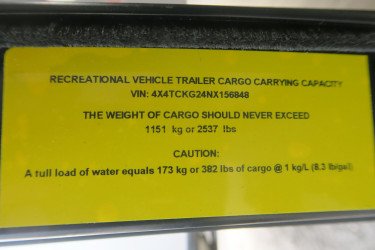 RECREATIONAL VEHICLE TRAILER CARGO CARRYING CAPACITY
VIN: 4X4TCKG24NX156848
THE WEIGHT OF CARGO SHOULD NEVER EXCEED
1151 kg or 2537 lbs
CAUTION:
A full load of water equals 173 kg or 382 lbs of cargo @ 1 kg/L (8.3 lb/gal)